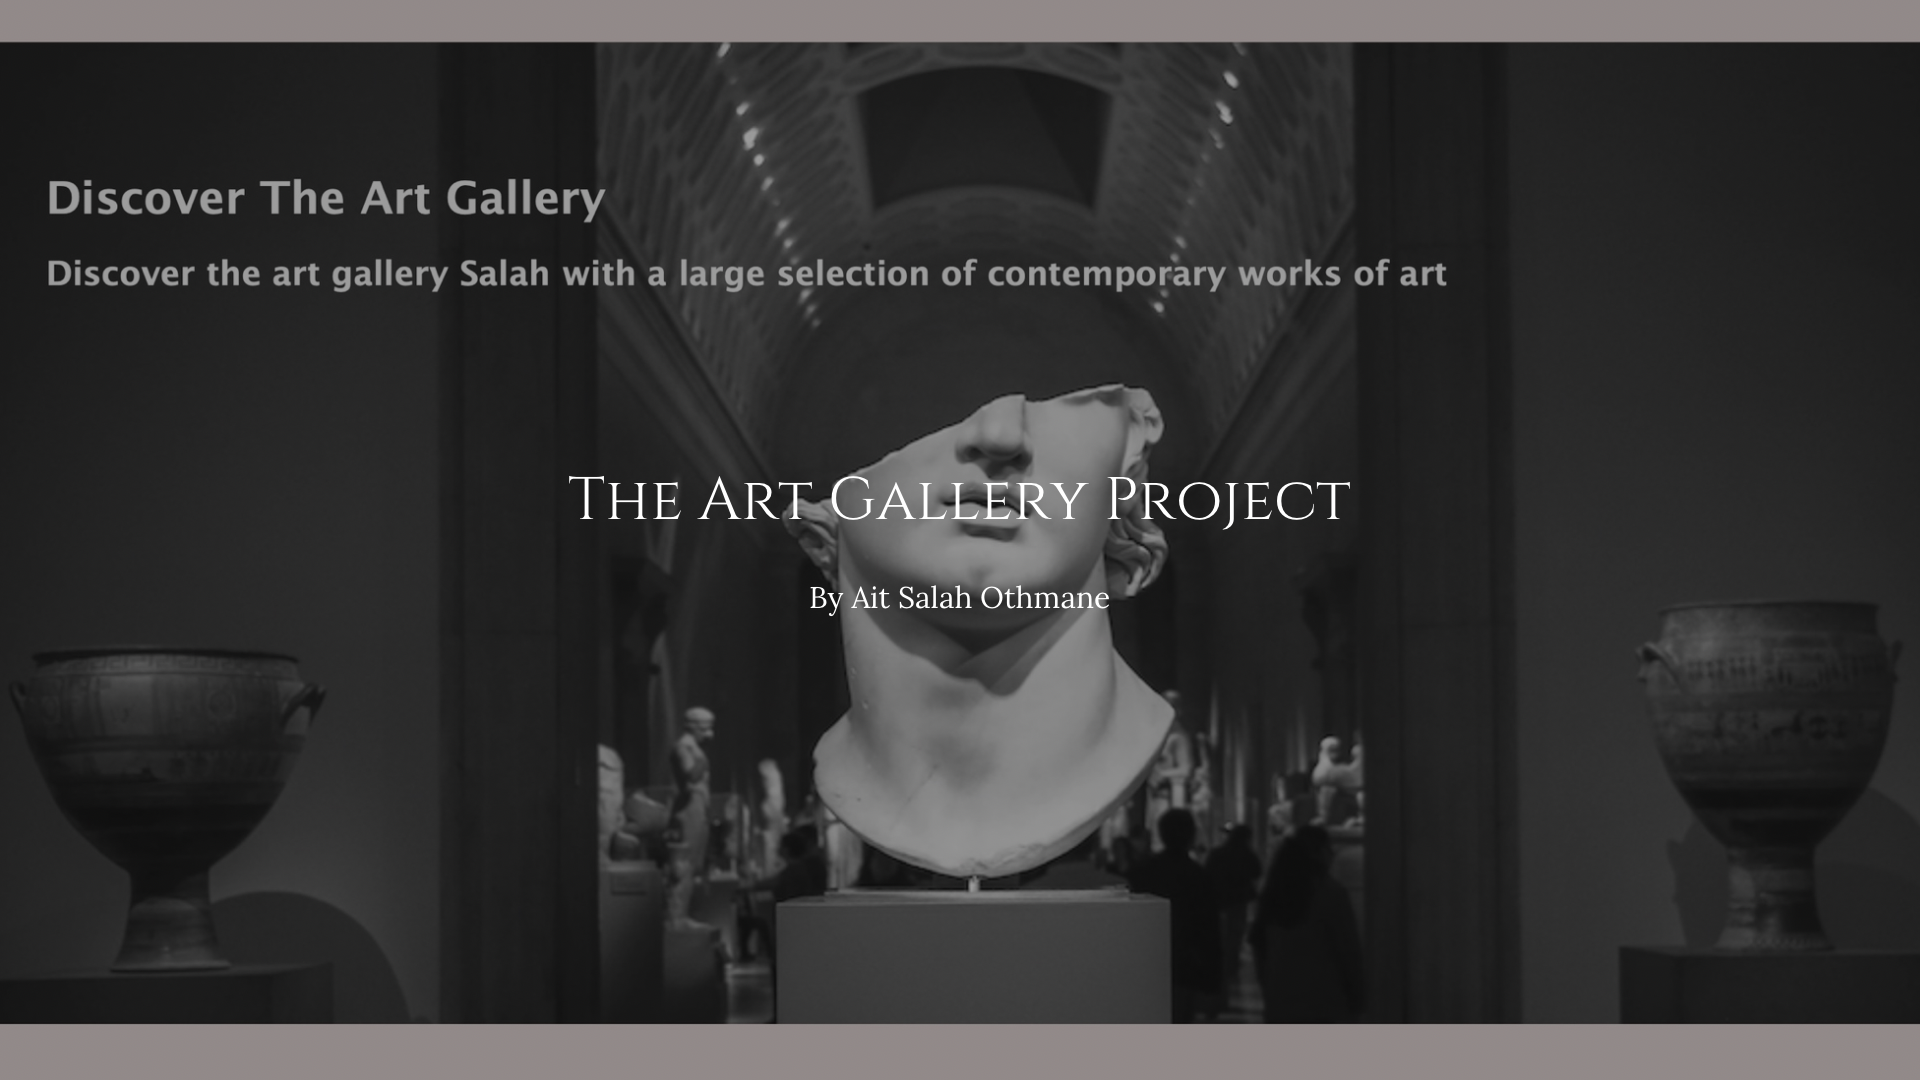 Discover The Art Gallery
Discover the art gallery Salah with a large selection of contemporary works of art
The Art Gallery Project
By Ait Salah Othmane